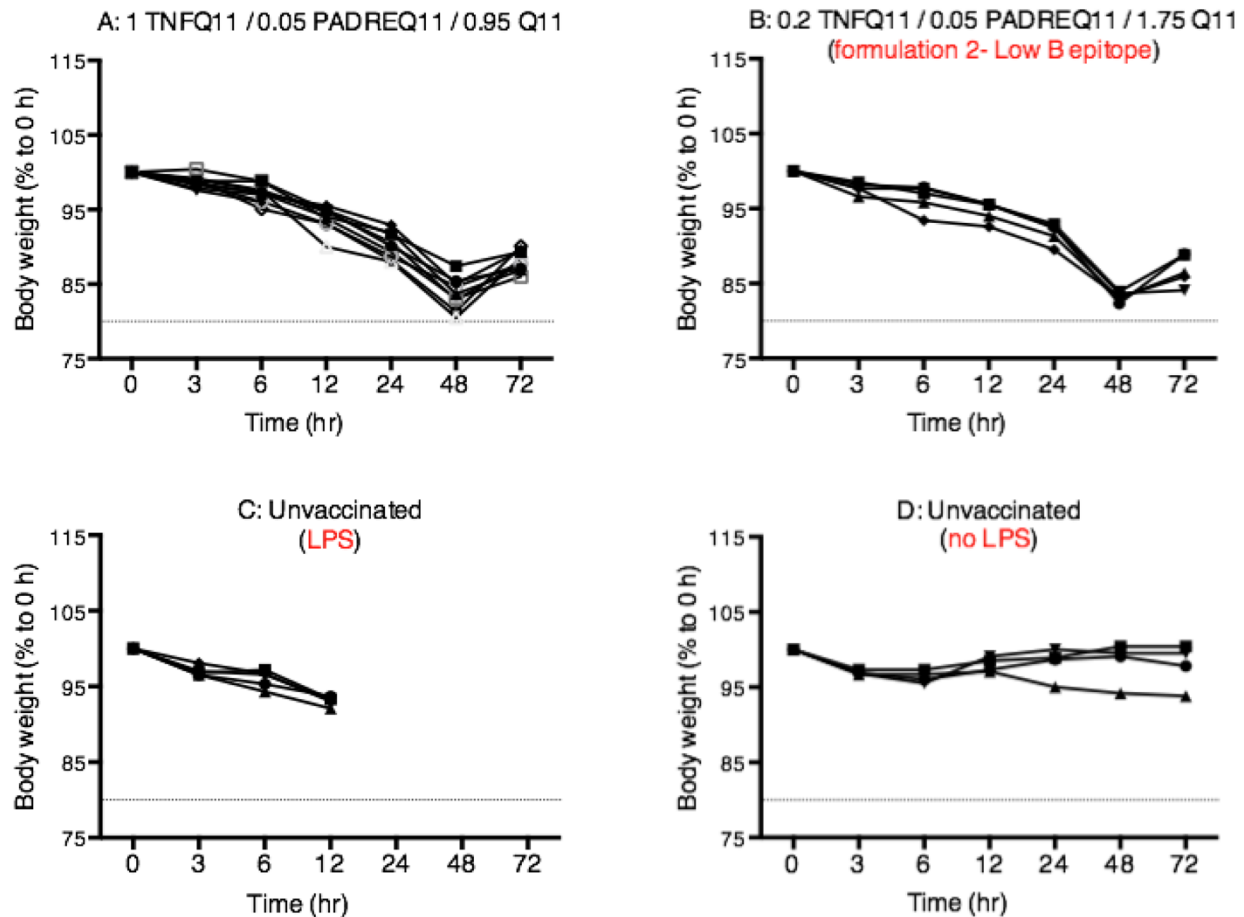 A: 1 TNFQ11 / 0.05 PADREQ11 / 0.95 Q11
115
105
95
85
75
Body weight (% to 0 h)
0 3 6 12 24 48 72
Time (hr)
B: 0.2 TNFQ11 / 0.05 PADREQ11 / 1.75 Q11
(formulation 2- Low B epitope)
115
105
95
85
75
Body weight (% to 0 h)
0 3 6 12 24 48 72
Time (hr)
C: Unvaccinated
(LPS)
115
105
95
85
75
Body weight (% to 0 h)
0 3 6 12 24 48 72
Time (hr)
D: Unvaccinated
(no LPS)
115
105
95
85
75
Body weight (% to 0 h)
0 3 6 12 24 48 72
Time (hr)